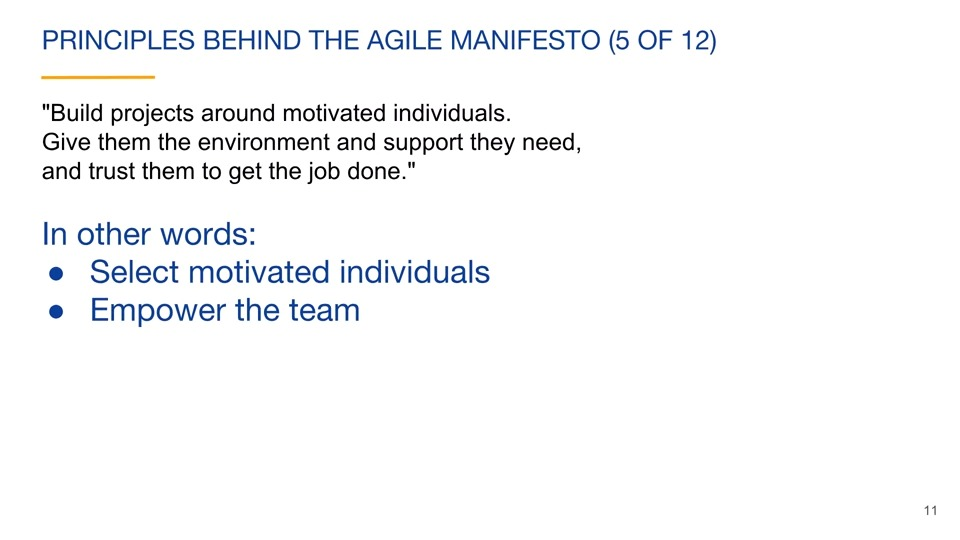 PRINCIPLES BEHIND THE AGILE MANIFESTO (5 OF 12)
"Build projects around motivated individuals.
Give them the environment and support they need,
and trust them to get the job done."
In other words:
● Select motivated individuals
● Empower the team
11